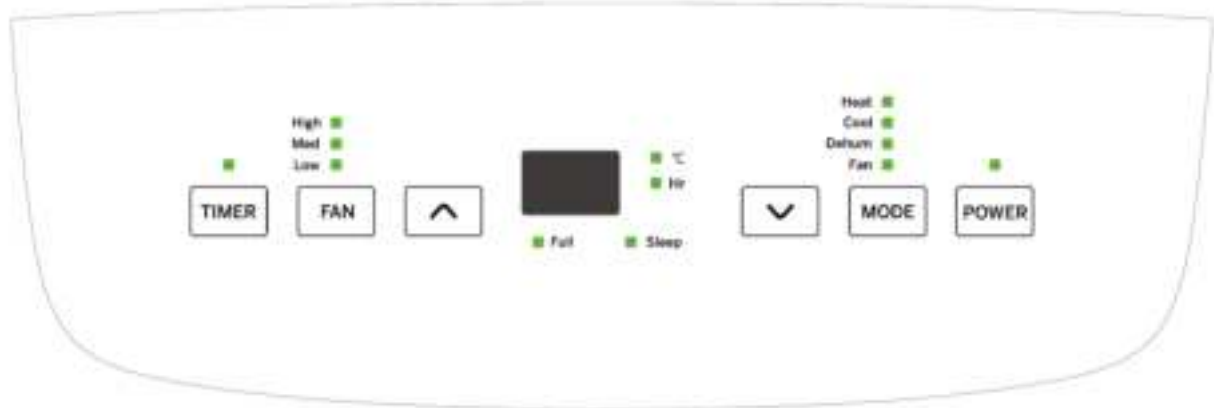 High
Med
Low
TIMER
FAN
℃
Hr
Full
Sleep
Heat
Cool
Dehum
Fan
MODE
POWER